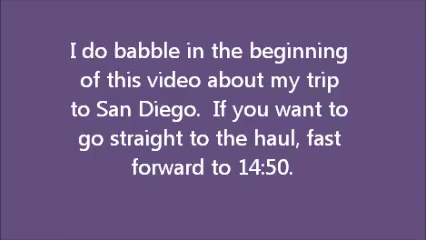 I do babble in the beginning
of this video about my trip
to San Diego.  If you want to
go straight to the haul, fast
forward to 14:50.